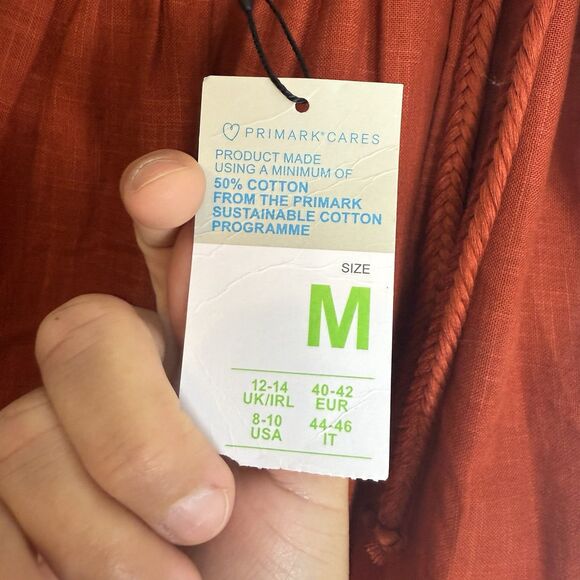 PRIMARK®CARES
PRODUCT MADE
USING A MINIMUM OF
50% COTTON
FROM THE PRIMARK
SUSTAINABLE COTTON
PROGRAMME
SIZE
M
12-14 40-42
UK/IRL EUR
8-10 44-46
USA IT